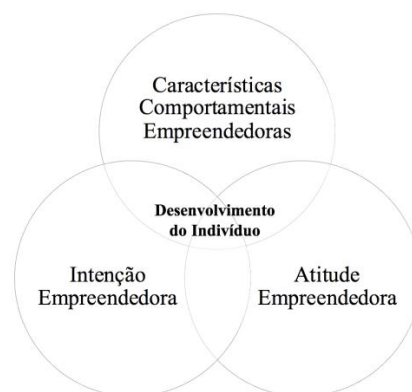 Características
Comportamentais
Empreendedoras
Desenvolvimento
do Indivíduo
Intenção
Empreendedora
Atitude
Empreendedora